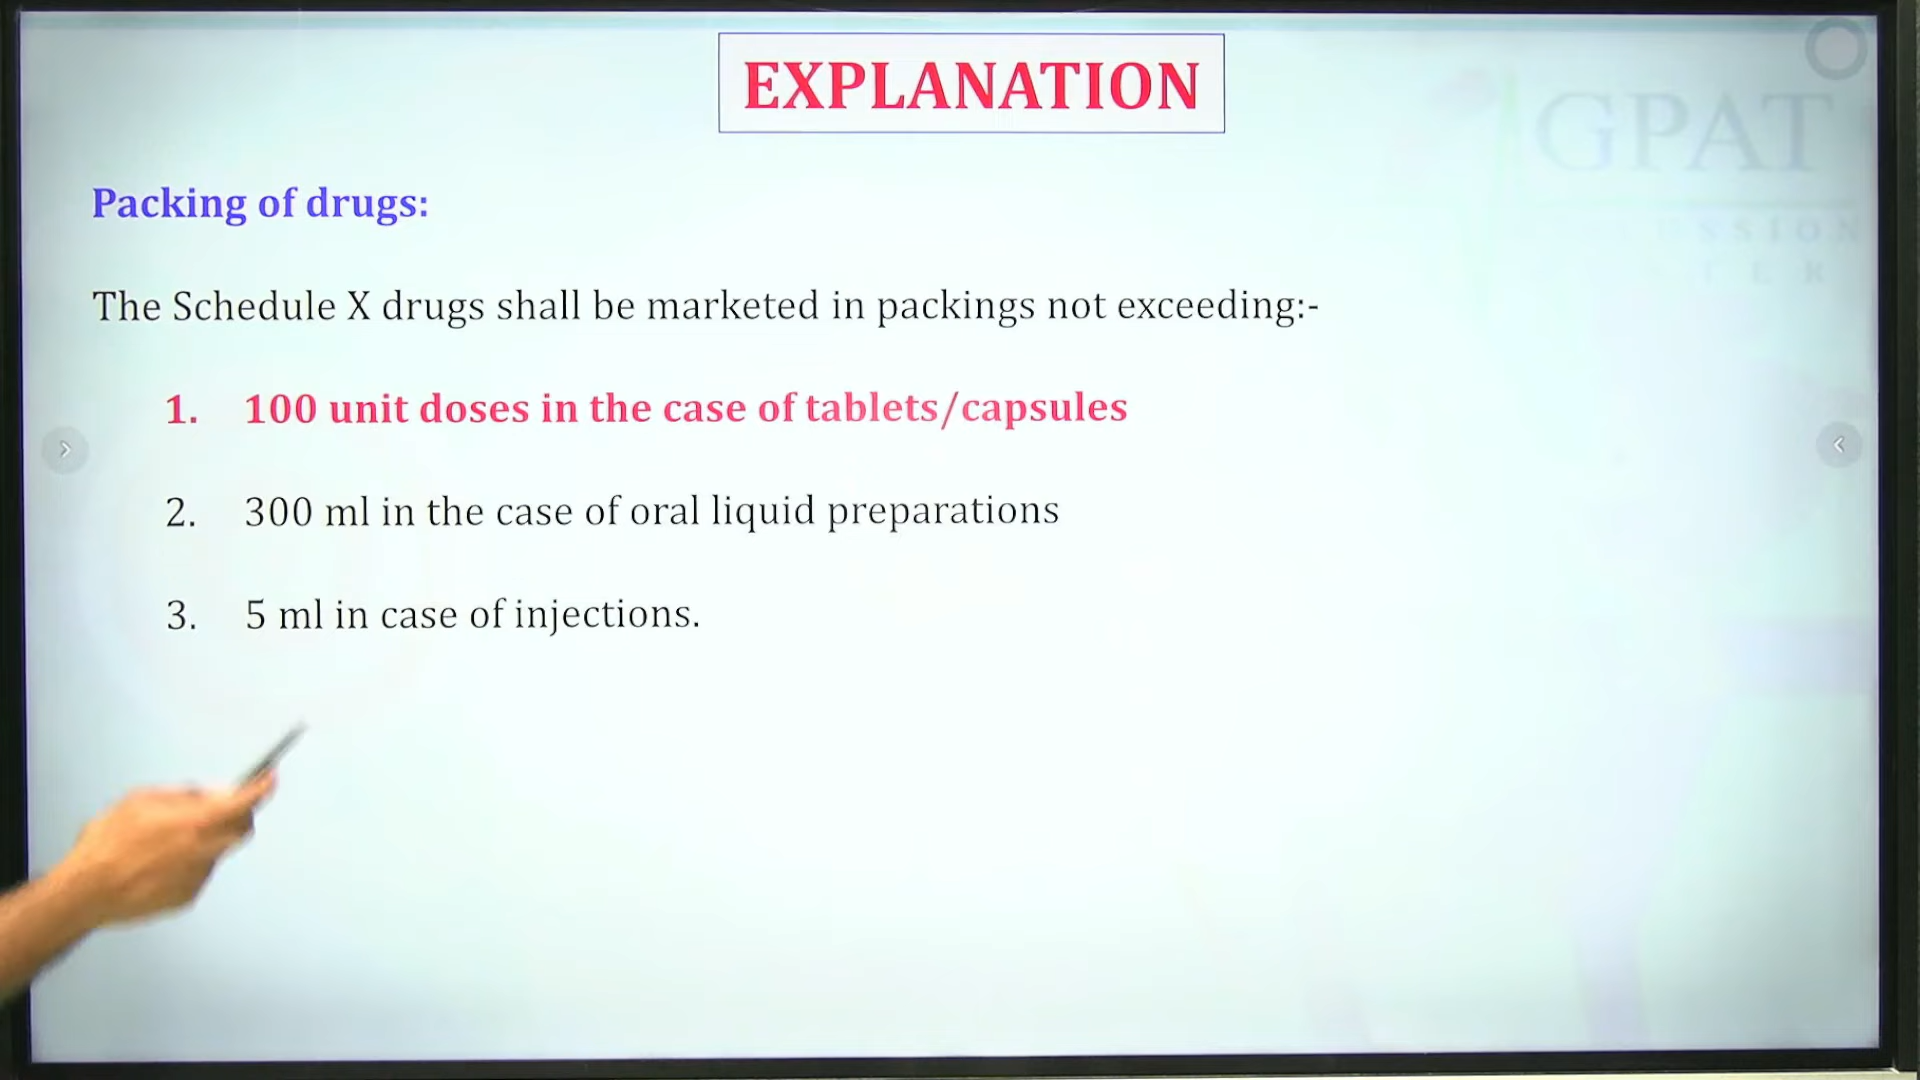 EXPLANATION
GPAT
Packing of drugs:
The Schedule X drugs shall be marketed in packings not exceeding:-
1. 100 unit doses in the case of tablets/capsules
2. 300 ml in the case of oral liquid preparations
3. 5 ml in case of injections.